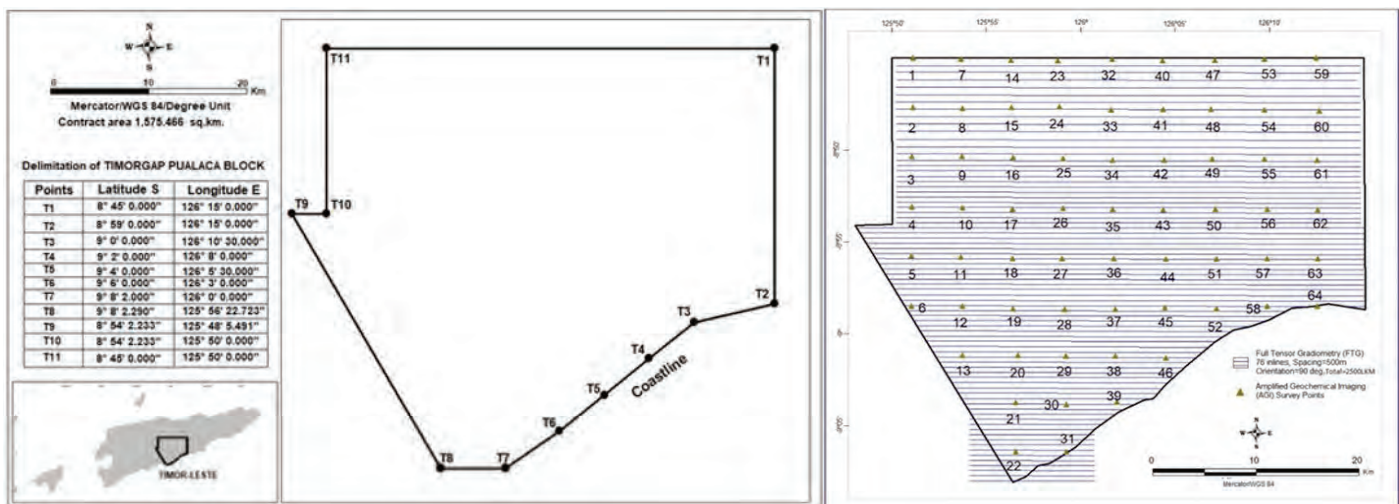 N
W E
S
0 10 20
Km
Mercator/WGS 84/Degree Unit
Contract area 1,575.466 sq.km.
Delimitation of TIMORGAP PUALACA BLOCK
Points Latitude S Longitude E
T1 8° 45' 0.000" 126° 15' 0.000"
T2 8° 59' 0.000" 126° 15' 0.000"
T3 9° 0' 0.000" 126° 10' 30.000"
T4 9° 2' 0.000" 126° 8' 0.000"
T5 9° 4' 0.000" 126° 5' 30.000"
T6 9° 6' 0.000" 126° 3' 0.000"
T7 9° 8' 2.000" 126° 0' 0.000"
T8 9° 8' 2.290" 125° 56' 22.723"
T9 8° 54' 2.233" 125° 48' 5.491"
T10 8° 54' 2.233" 125° 50' 0.000"
T11 8° 45' 0.000" 125° 50' 0.000"
TIMOR-LESTE
T11 T1
T9 T10
T2
T3
T4
Coastline
T5
T6
T8 T7
125°50' 125°55' 126° 126°05' 126°10'
1 7 14 23 32 40 47 53 59
2 8 15 24 33 41 48 54 60
-8°50'
3 9 16 25 34 42 49 55 61
4 10 17 26 35 43 50 56 62
-8°55'
5 11 18 27 36 44 51 57 63
64
6 12 19 28 37 45 52 58
-9°
13 20 29 38 46
21 30 39
-9°05'
22 31
Full Tensor Gradometry (FTG)
76 inlines, Spacing=500m
Orientation=90 deg,Total=2500LKM
Amplified Geochemical Imaging
(AGI) Survey Points
N
W E
S
0 10 20
Km
Mercator/WGS 84